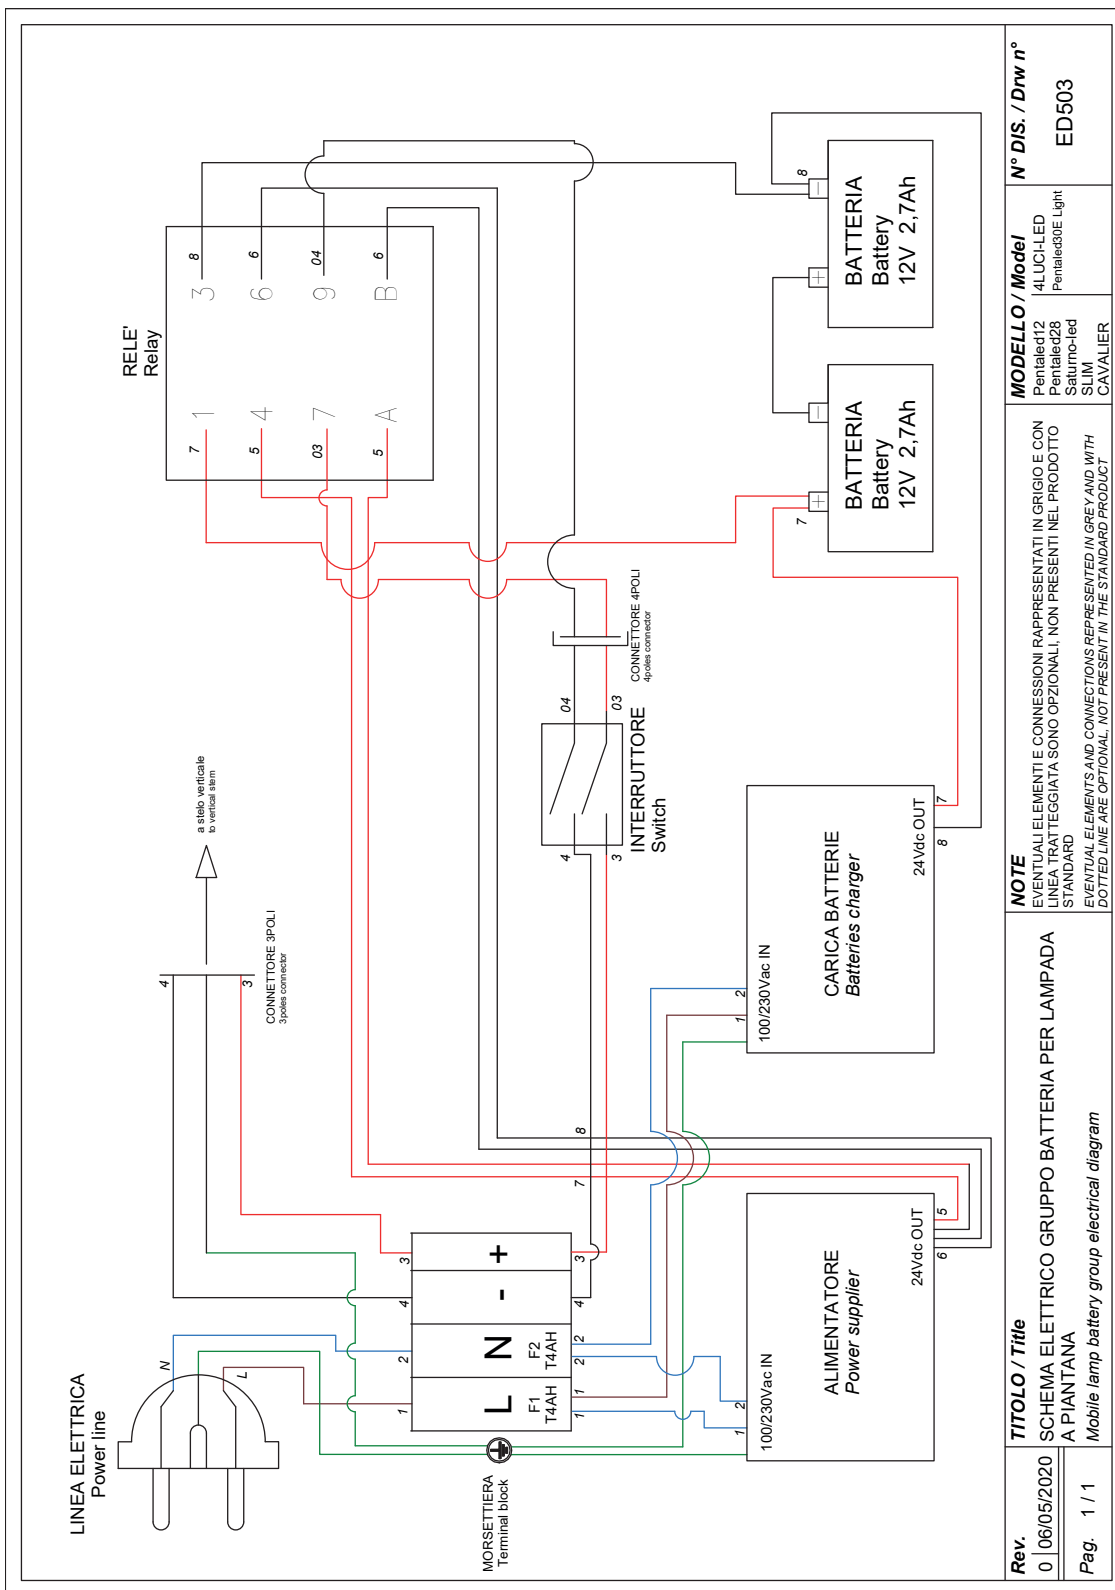 LINEA ELETTRICA
Power line
N
L
MORSETTIERA
Terminal block
1
2
4
3
L
N
-
+
F1
T4AH
F2
T4AH
1
1
2
2
4
3
4
3
CONNETTORE 3POLI
3poles connector
a stelo verticale
to vertical stem
RELE'
Relay
7
1
3
8
5
4
6
6
03
7
9
04
5
A
B
6
7
8
4
3
04
03
INTERRUTTORE
Switch
CONNETTORE 4POLI
4poles connector
1
2
100/230Vac IN
ALIMENTATORE
Power supplier
24Vdc OUT
6
5
1
2
100/230Vac IN
CARICA BATTERIE
Batteries charger
24Vdc OUT
8
7
7
+
-
BATTERIA
Battery
12V 2,7Ah
+
-
8
BATTERIA
Battery
12V 2,7Ah
Rev.
0 06/05/2020
Pag. 1 / 1
TITOLO / Title
SCHEMA ELETTRICO GRUPPO BATTERIA PER LAMPADA
A PIANTANA
Mobile lamp battery group electrical diagram
NOTE
EVENTUALI ELEMENTI E CONNESSIONI RAPPRESENTATI IN GRIGIO E CON
LINEA TRATTEGGIATA SONO OPZIONALI, NON PRESENTI NEL PRODOTTO
STANDARD
EVENTUAL ELEMENTS AND CONNECTIONS REPRESENTED IN GREY AND WITH
DOTTED LINE ARE OPTIONAL, NOT PRESENT IN THE STANDARD PRODUCT
MODELLO / Model
Pentaled12
Pentaled28
Saturno-led
SLIM
CAVALIER
4LUCI-LED
Pentaled30E Light
N° DIS. / Drw n°
ED503